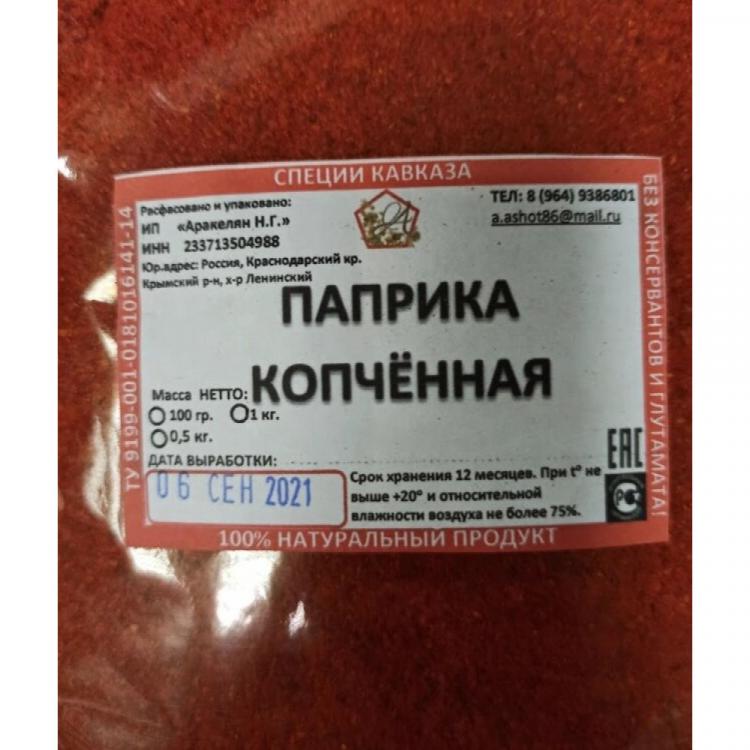 СПЕЦИИ КАВКАЗА
Расфасовано и упаковано:
ИП «Аракелян Н.Г.»
ИНН 233713504988
Юр.адрес: Россия, Краснодарский кр.
Крымский р-н, х-р Ленинский
ТЕЛ: 8 (964) 9386801
a.ashot86@mail.ru
ПАПРИКА
КОПЧЁННАЯ
Масса НЕТТО:
100 гр. 1 кг.
0,5 кг.
ДАТА ВЫРАБОТКИ:
06 СЕН 2021
Срок хранения 12 месяцев. При t° не
выше +20° и относительной
влажности воздуха не более 75%.
ЕАС
РС
100% НАТУРАЛЬНЫЙ ПРОДУКТ
ТУ 9199-001-0181016141-14
БЕЗ КОНСЕРВАНТОВ И ГЛУТАМАТА!